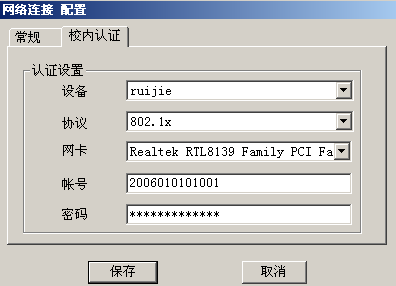 网络连接 配置
常规 校内认证
认证设置
设备 ruijie
协议 802.1x
网卡 Realtek RTL8139 Family PCI Fa
帐号 2006010101001
密码 *************
保存 取消